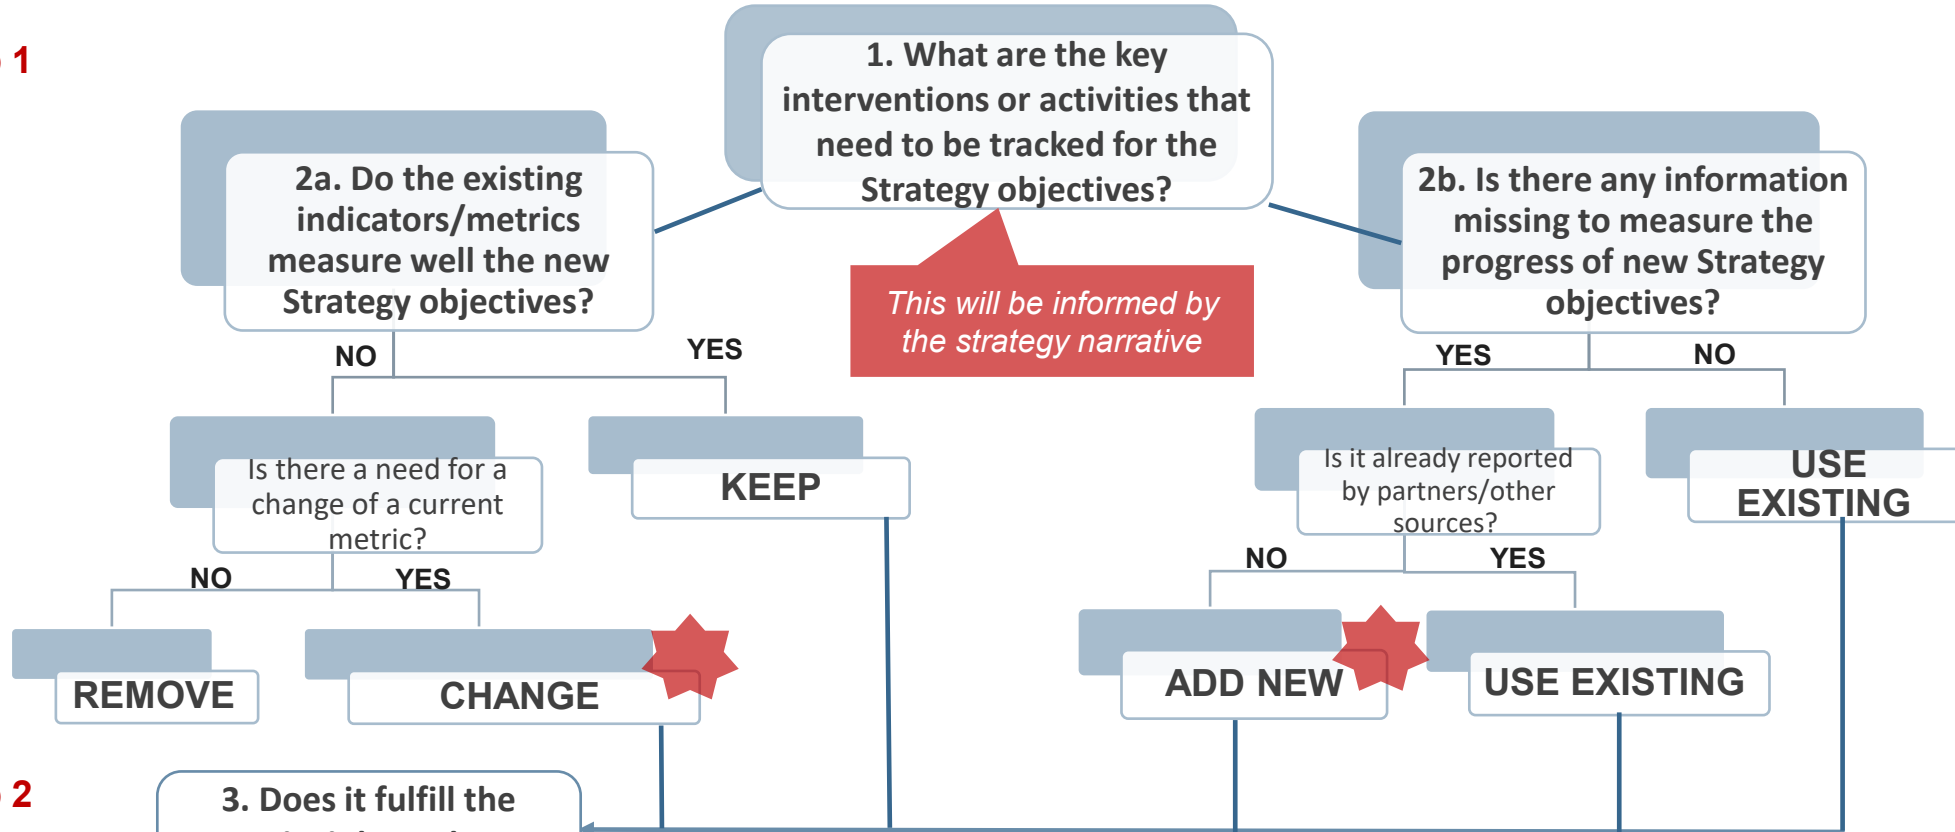 1
1. What are the key
interventions or activities that
need to be tracked for the
Strategy objectives?
2a. Do the existing
indicators/metrics
measure well the new
Strategy objectives?
2b. Is there any information
missing to measure the
progress of new Strategy
objectives?
This will be informed by
the strategy narrative
NO
YES
YES
NO
Is there a need for a
change of a current
metric?
KEEP
Is it already reported
by partners/other
sources?
USE
EXISTING
NO
YES
NO
YES
REMOVE
CHANGE
ADD NEW
USE EXISTING
2
3. Does it fulfill the